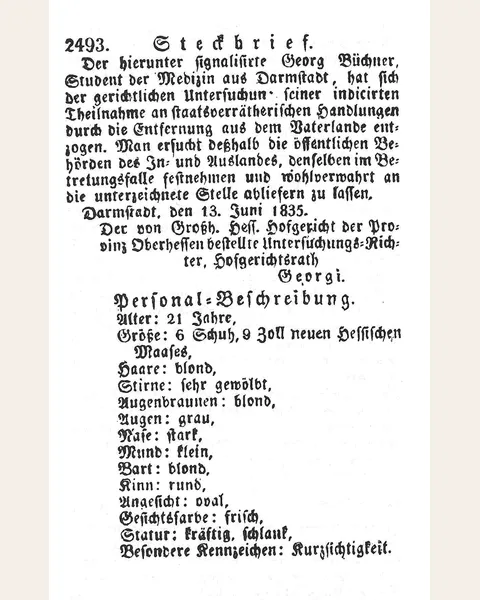 2493. Steckbrief.
Der hierunter signalisirte Georg Büchner,
Student der Medizin aus Darmstadt, hat sich
der gerichtlichen Untersuchun· seiner indicirten
Theilnahme an staatsverrätherischen Handlungen
durch die Entfernung aus dem Vaterlande ent-
zogen. Man ersucht deßhalb die öffentlichen Be-
hörden des In- und Auslandes, denselben im Be-
tretungsfalle festnehmen und wohlverwahrt an
die unterzeichnete Stelle abliefern zu lassen.
Darmstadt, den 13. Juni 1835.
Der von Großh. Hess. Hofgericht der Pro-
vinz Oberhessen bestellte Untersuchungs-Rich-
ter, Hofgerichtsrath
Georgi.
Personal-Beschreibung.
Alter: 21 Jahre,
Größe: 6 Schuh, 9 Zoll neuen Hessischen
Maases,
Haare: blond,
Stirne: sehr gewölbt,
Augenbraunen: blond,
Augen: grau,
Nase: stark,
Mund: klein,
Bart: blond,
Kinn: rund,
Angesicht: oval,
Gesichtsfarbe: frisch,
Statur: kräftig, schlank,
Besondere Kennzeichen: Kurzsichtigkeit.